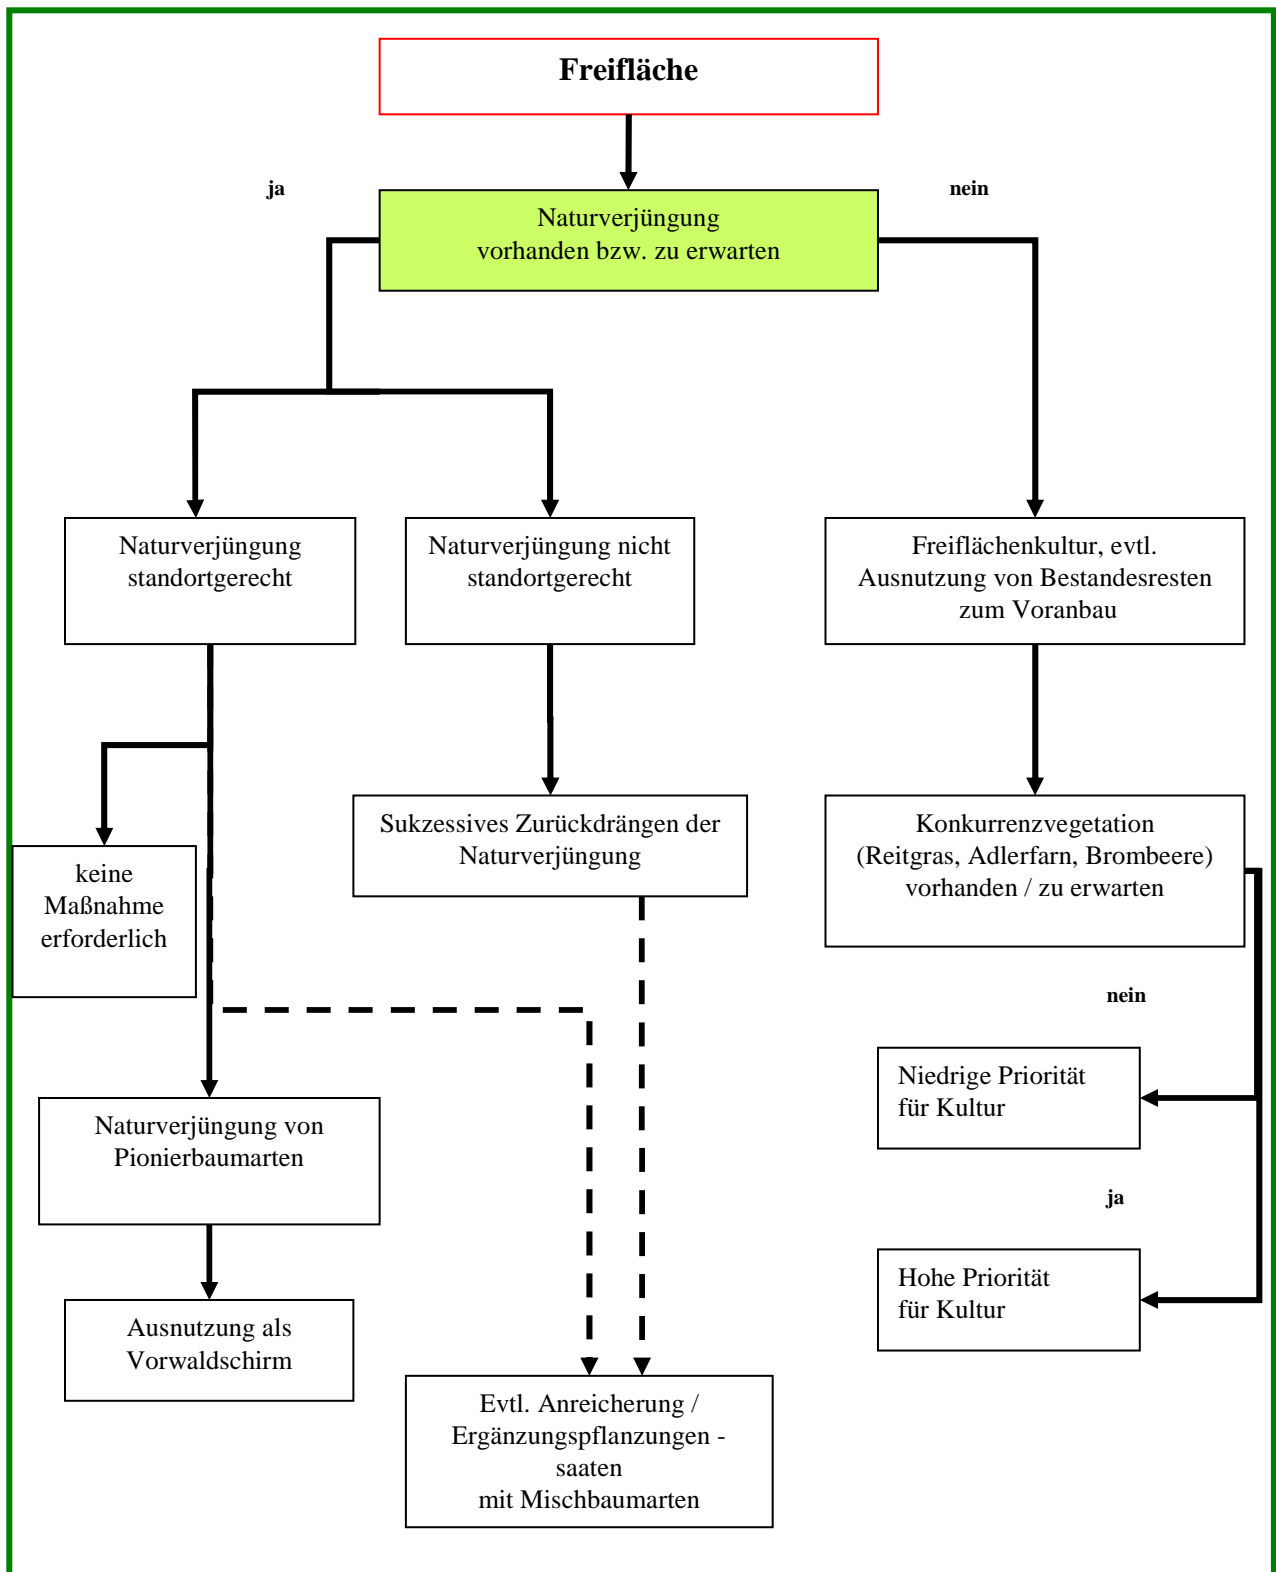 Freifläche
ja
nein
Naturverjüngung
vorhanden bzw. zu erwarten
Naturverjüngung
standortgerecht
Naturverjüngung nicht
standortgerecht
Freiflächenkultur, evtl.
Ausnutzung von Bestandesresten
zum Voranbau
Sukzessives Zurückdrängen der
Naturverjüngung
Konkurrenzvegetation
(Reitgras, Adlerfarn, Brombeere)
vorhanden / zu erwarten
keine
Maßnahme
erforderlich
nein
Niedrige Priorität
für Kultur
Naturverjüngung von
Pionierbaumarten
ja
Hohe Priorität
für Kultur
Ausnutzung als
Vorwaldschirm
Evtl. Anreicherung /
Ergänzungspflanzungen -
saaten
mit Mischbaumarten